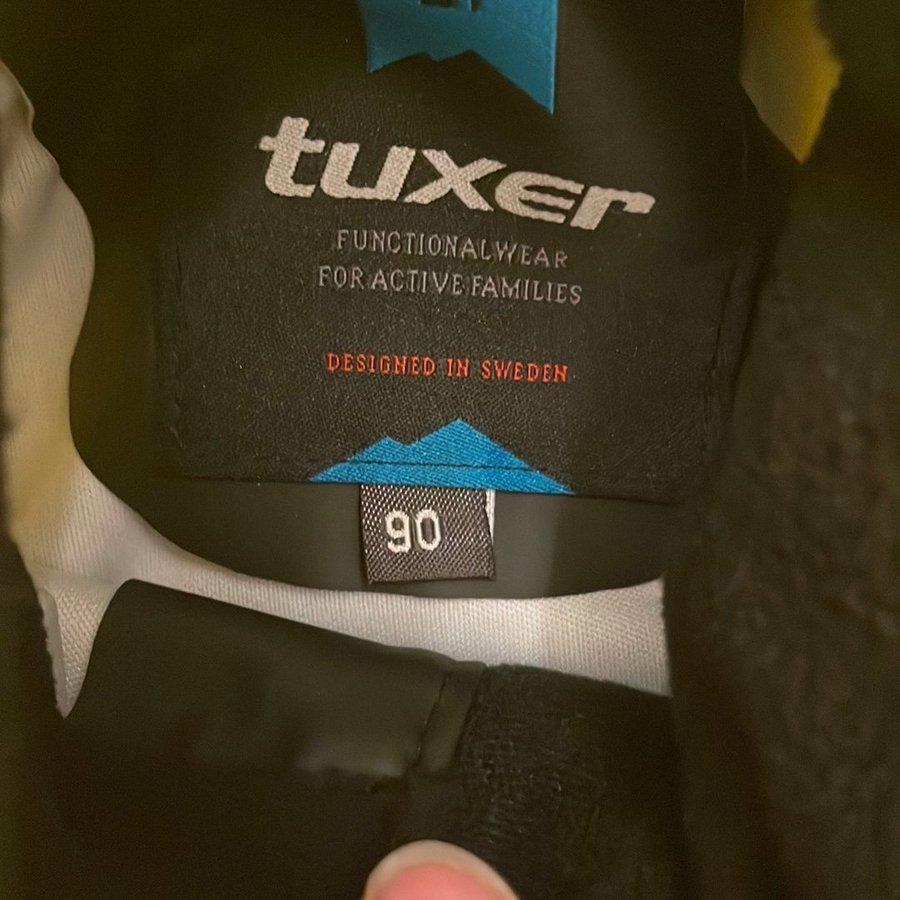 tuxer
FUNCTIONALWEAR
FOR ACTIVE FAMILIES
DESIGNED IN SWEDEN
90